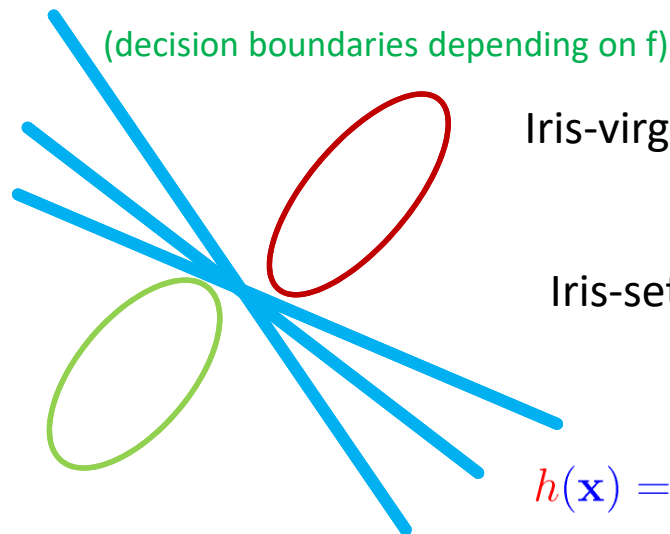 (decision boundaries depending on f)
Iris-virg
Iris-set
h(x) =